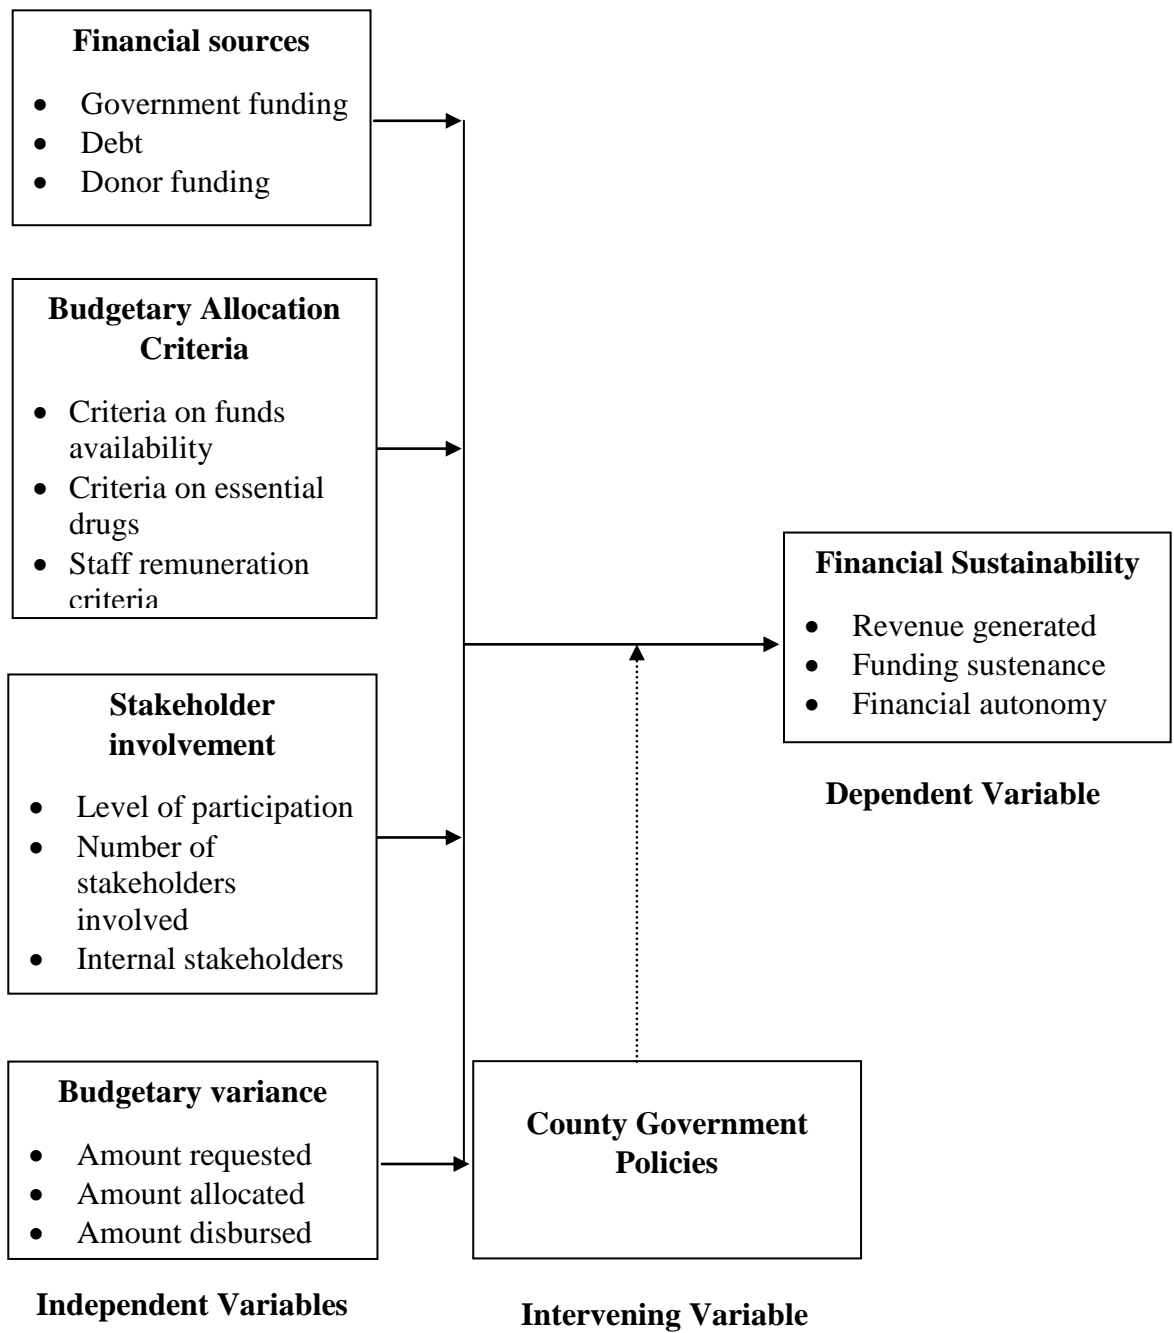 Financial sources
• Government funding
• Debt
• Donor funding
Budgetary Allocation
Criteria
• Criteria on funds
availability
• Criteria on essential
drugs
• Staff remuneration
criteria
Stakeholder
involvement
• Level of participation
• Number of
stakeholders
involved
• Internal stakeholders
Budgetary variance
• Amount requested
• Amount allocated
• Amount disbursed
Independent Variables
County Government
Policies
Intervening Variable
Financial Sustainability
• Revenue generated
• Funding sustenance
• Financial autonomy
Dependent Variable